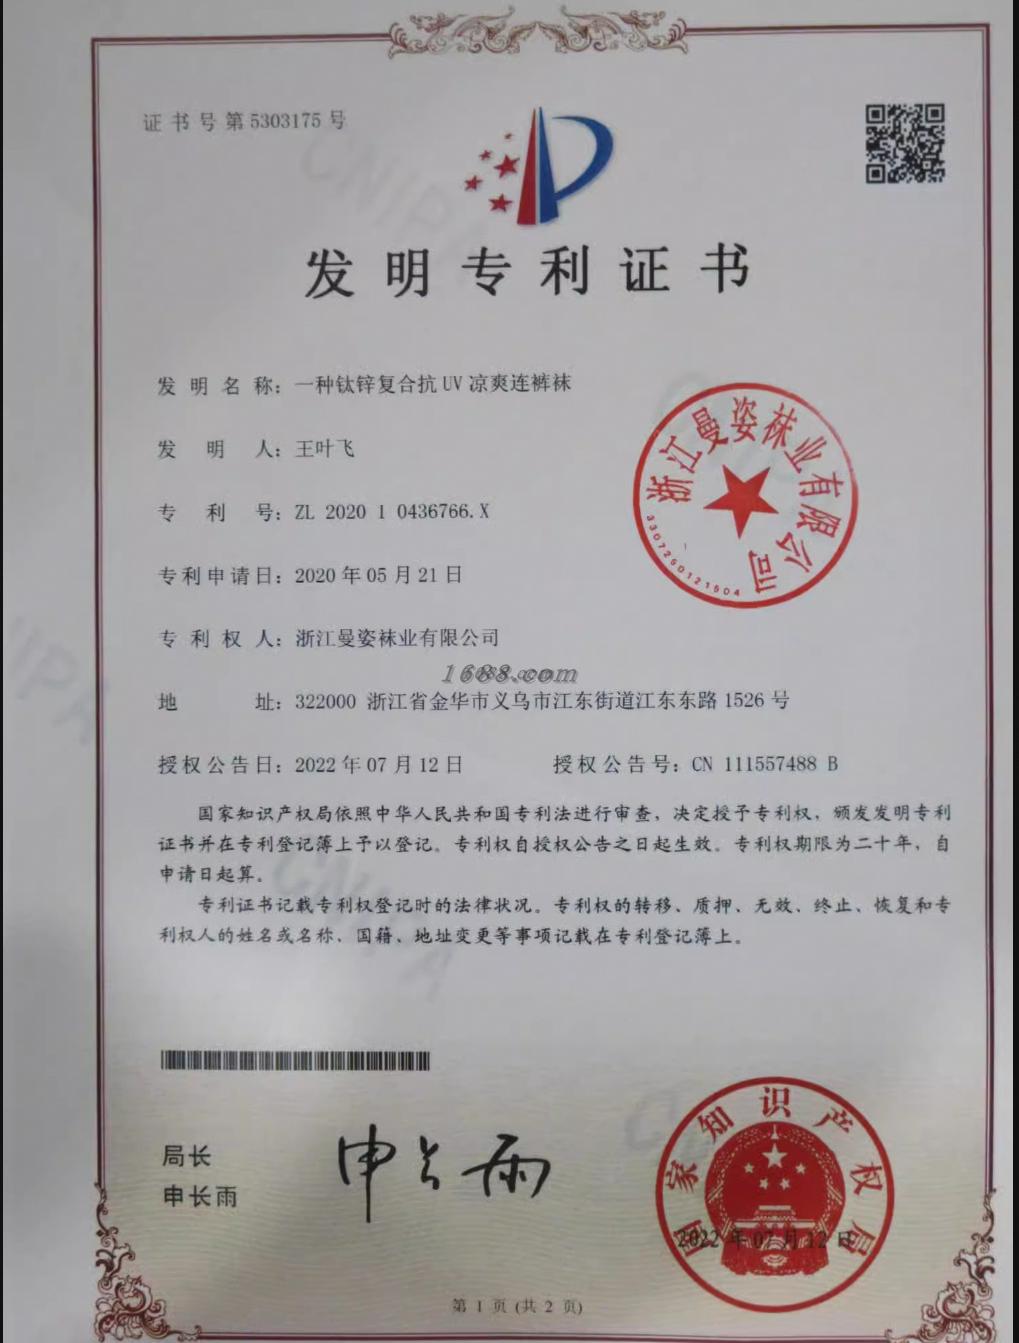 证书号第5303175号
发明专利证书
发明名称：一种钛锌复合抗UV凉爽连裤袜
发明人：王叶飞
专利号：ZL 2020 1 0436766.X
专利申请日：2020年05月21日
专利权人：浙江曼姿袜业有限公司
1688.com
地址：322000 浙江省金华市义乌市江东街道江东东路1526号
授权公告日：2022年07月12日 授权公告号：CN 111557488 B
浙江曼姿袜业有限公司
3307250121504
国家知识产权局依照中华人民共和国专利法进行审查，决定授予专利权，颁发发明专利
证书并在专利登记簿上予以登记。专利权自授权公告之日起生效。专利权期限为二十年，自
申请日起算。
专利证书记载专利权登记时的法律状况。专利权的转移、质押、无效、终止、恢复和专
利权人的姓名或名称、国籍、地址变更等事项记载在专利登记簿上。
局长
申长雨
申长雨
国家知识产权局
2022年07月12日
第1页(共2页)
CNIPA
CNIPA